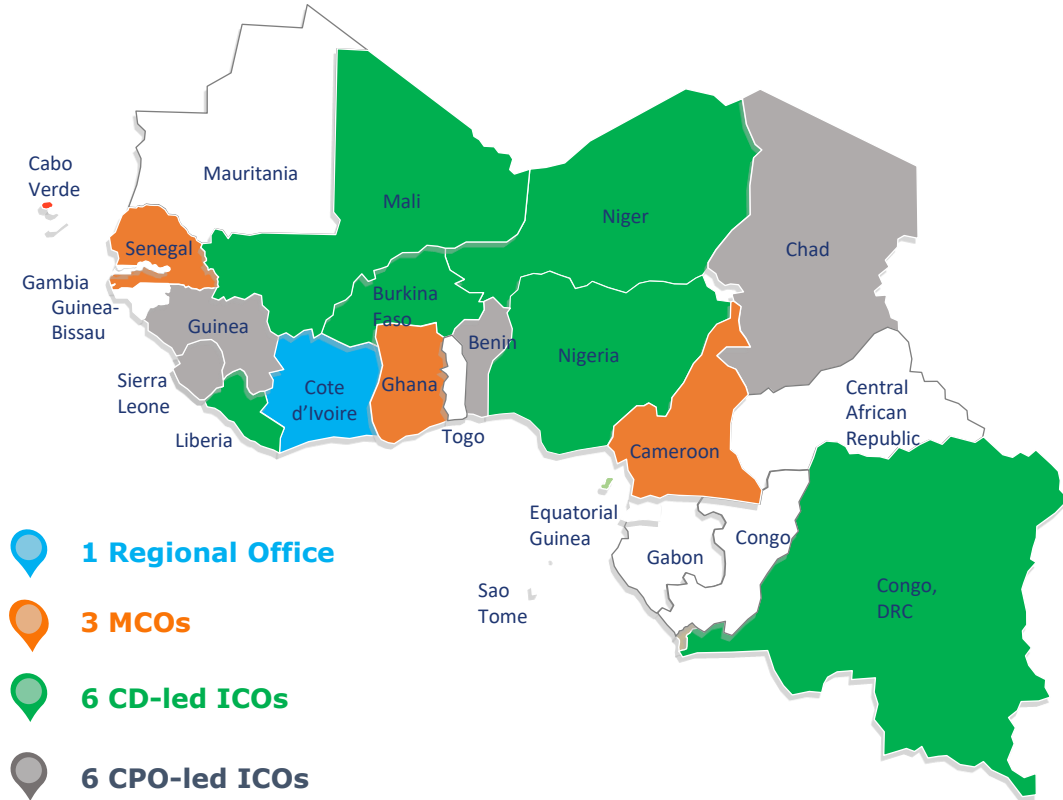 Cabo
Verde
Mauritania
Mali
Niger
Chad
Senegal
Gambia
Guinea-
Bissau
Guinea
Burkina
Faso
Benin
Nigeria
Sierra
Leone
Liberia
Cote
d’Ivoire
Ghana
Togo
Cameroon
Central
African
Republic
Equatorial
Guinea
Gabon
Congo
Sao
Tome
Congo,
DRC
1 Regional Office
3 MCOs
6 CD-led ICOs
6 CPO-led ICOs